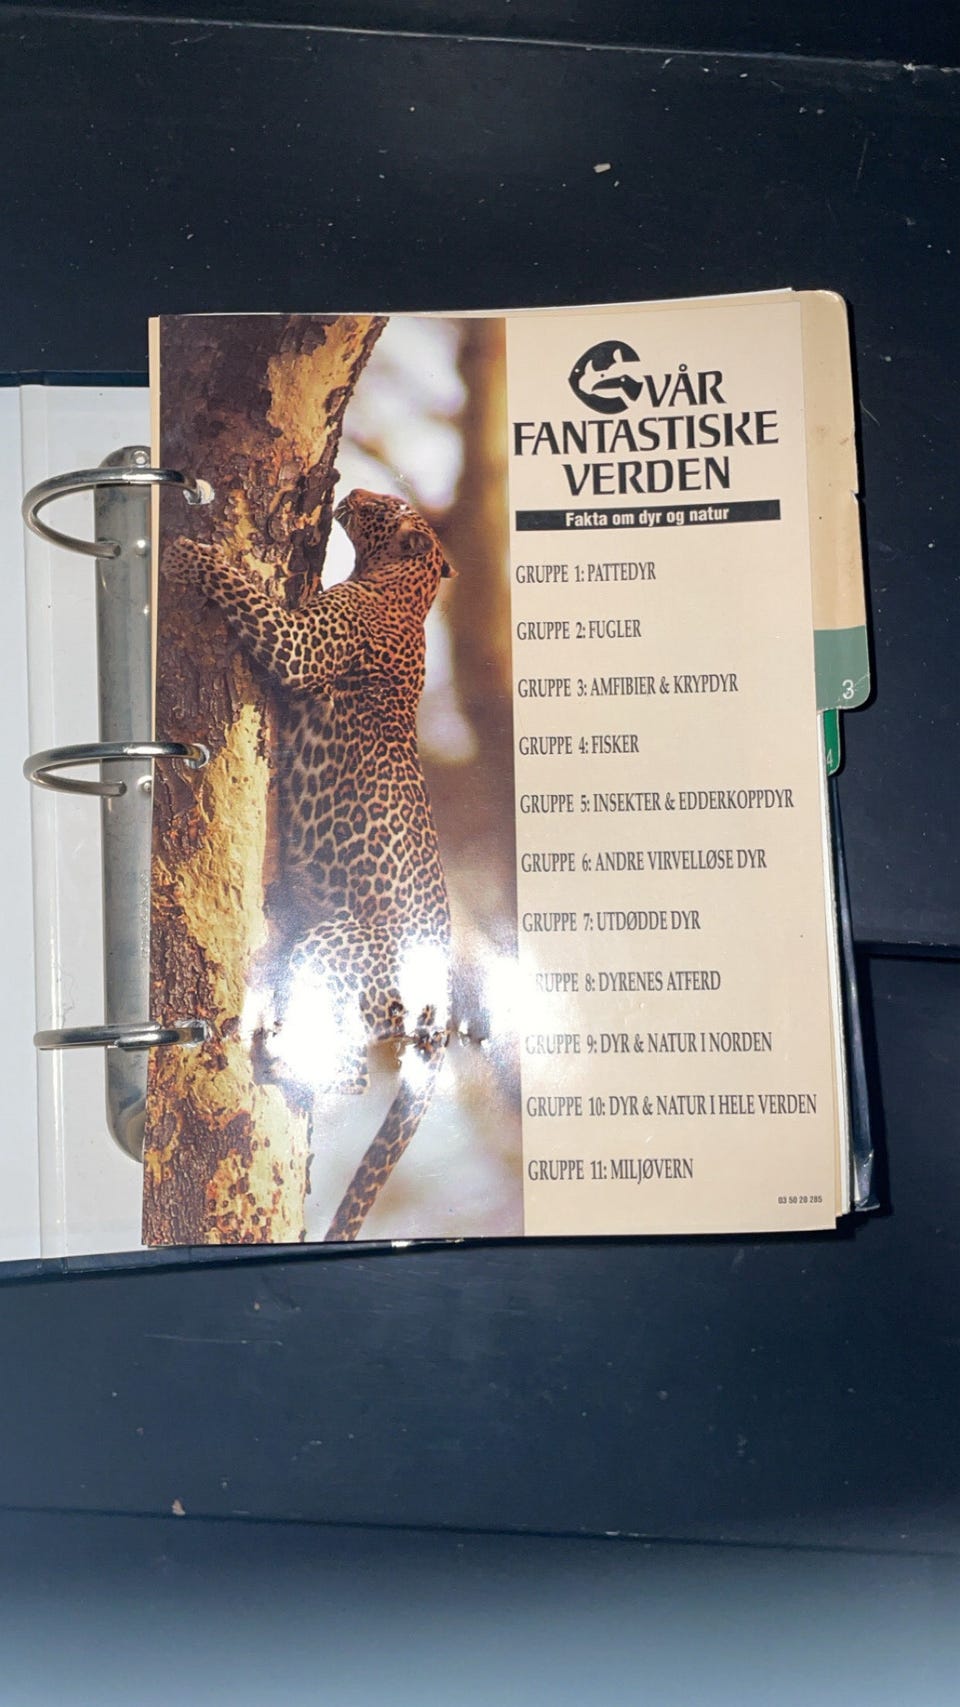 VÅR
FANTASTISKE
VERDEN
Fakta om dyr og natur
GRUPPE 1: PATTEDYR
GRUPPE 2: FUGLER
GRUPPE 3: AMFIBIER & KRYPDYR
GRUPPE 4: FISKER
GRUPPE 5: INSEKTER & EDDERKOPPDYR
GRUPPE 6: ANDRE VIRVELLØSE DYR
GRUPPE 7: UTDØDDE DYR
GRUPPE 8: DYRENES ATFERD
GRUPPE 9: DYR & NATUR I NORDEN
GRUPPE 10: DYR & NATUR I HELE VERDEN
GRUPPE 11: MILJØVERN
03 50 20 285
3
4